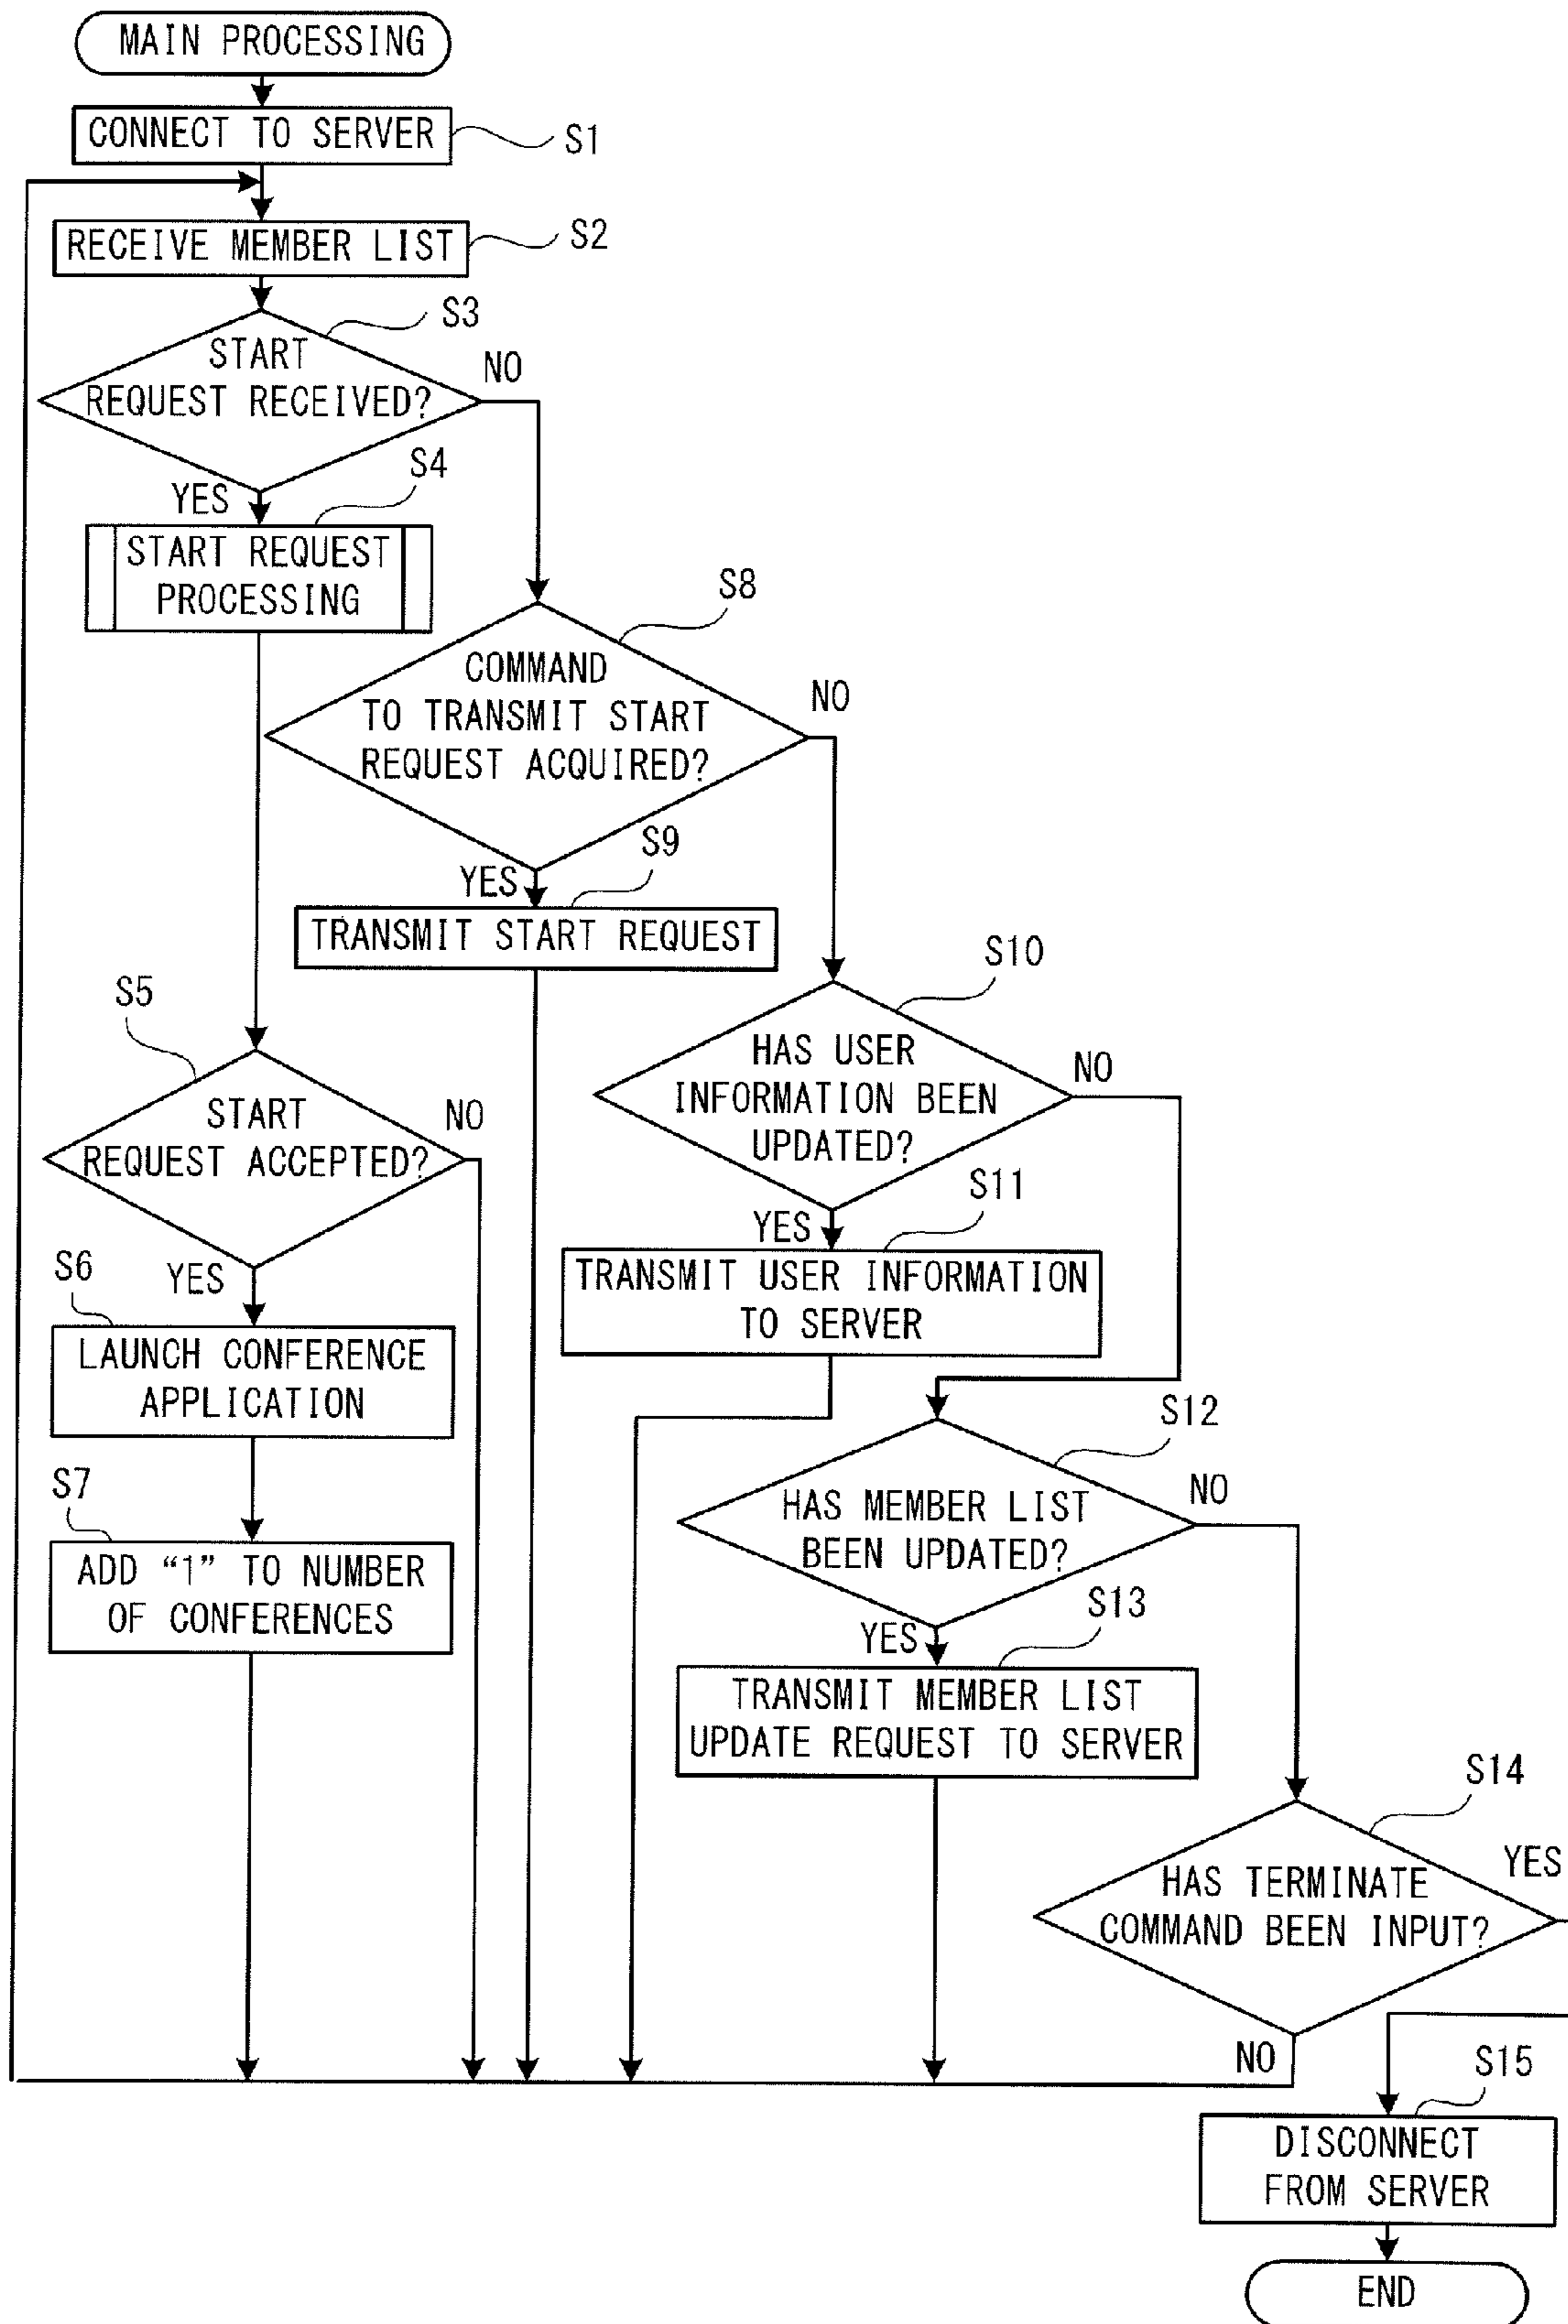 MAIN PROCESSING
CONNECT TO SERVER
S1
RECEIVE MEMBER LIST
S2
S3
START
REQUEST RECEIVED?
NO
YES
S4
START REQUEST
PROCESSING
S8
COMMAND
TO TRANSMIT START
REQUEST ACQUIRED?
NO
YES
S9
TRANSMIT START REQUEST
S5
START
REQUEST ACCEPTED?
NO
YES
S10
HAS USER
INFORMATION BEEN
UPDATED?
NO
YES
S11
TRANSMIT USER INFORMATION
TO SERVER
S6
LAUNCH CONFERENCE
APPLICATION
S7
ADD “1” TO NUMBER
OF CONFERENCES
S12
HAS MEMBER LIST
BEEN UPDATED?
NO
YES
S13
TRANSMIT MEMBER LIST
UPDATE REQUEST TO SERVER
S14
HAS TERMINATE
COMMAND BEEN INPUT?
YES
NO
S15
DISCONNECT
FROM SERVER
END